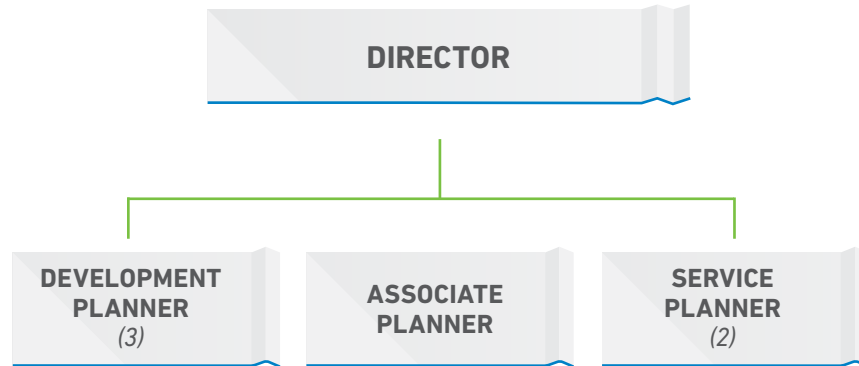 DIRECTOR
DEVELOPMENT
PLANNER
(3)
ASSOCIATE
PLANNER
SERVICE
PLANNER
(2)